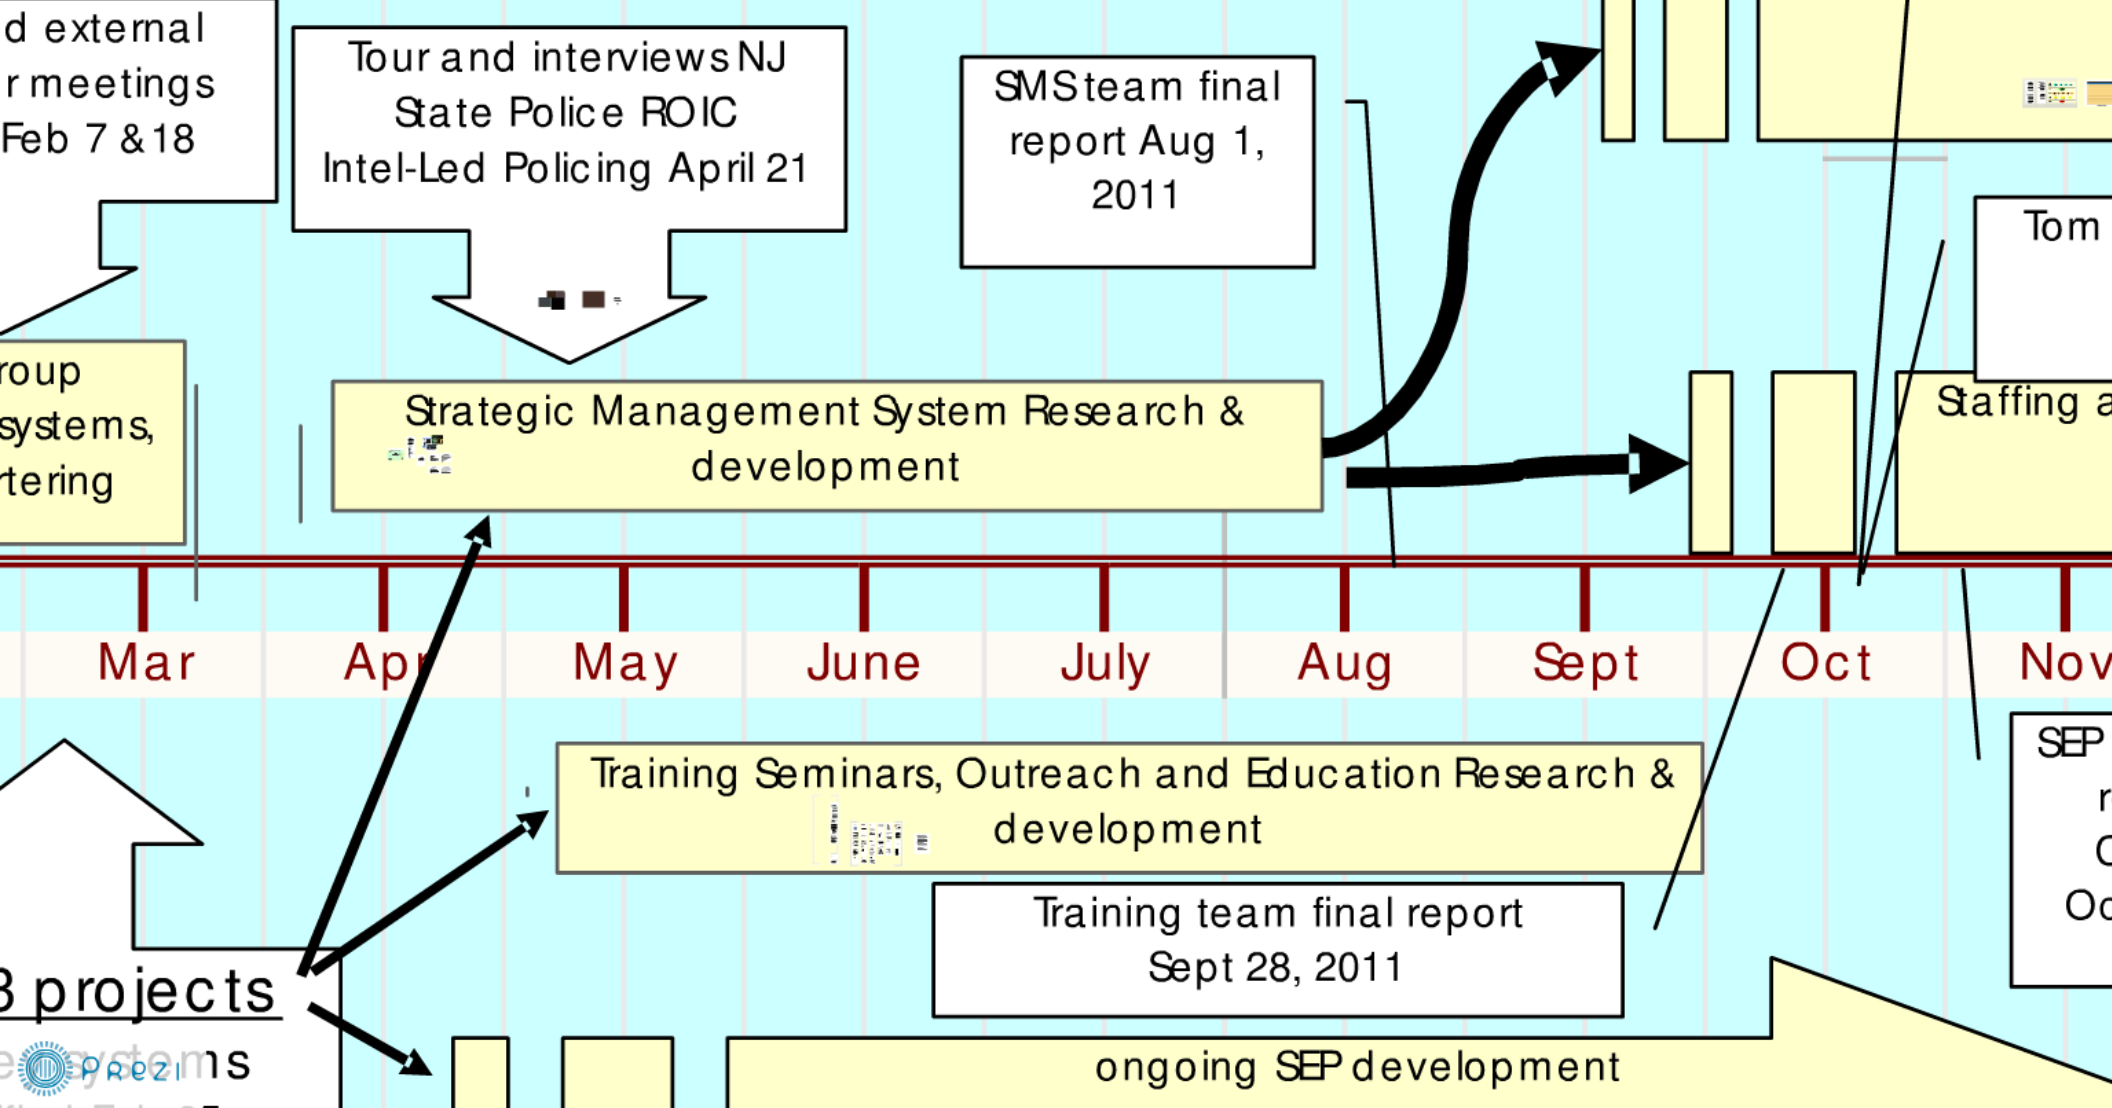 d external
r meetings
Feb 7 & 18
Tour and interviews NJ
State Police ROIC
Intel-Led Policing April 21
SMS team final
report Aug 1,
2011
Tom
roup
systems,
rtering
Strategic Management System Research &
development
Staffing a
Mar Apr May June July Aug Sept Oct Nov
Training Seminars, Outreach and Education Research &
development
SEP
r
C
Oc
Training team final report
Sept 28, 2011
3 projects
systems
ongoing SEP development
Prezi